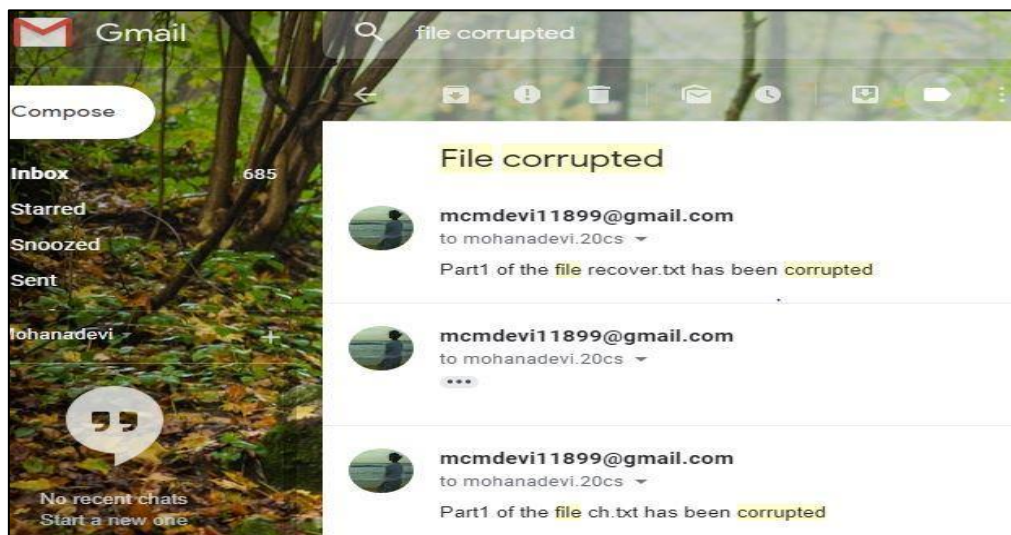 Gmail
file corrupted
Compose
Inbox 685
Starred
Snoozed
Sent
Mohanadevi
No recent chats
Start a new one
File corrupted
mcmdevi11899@gmail.com
to mohanadevi.20cs
Part1 of the file recover.txt has been corrupted
mcmdevi11899@gmail.com
to mohanadevi.20cs
mcmdevi11899@gmail.com
to mohanadevi.20cs
Part1 of the file ch.txt has been corrupted